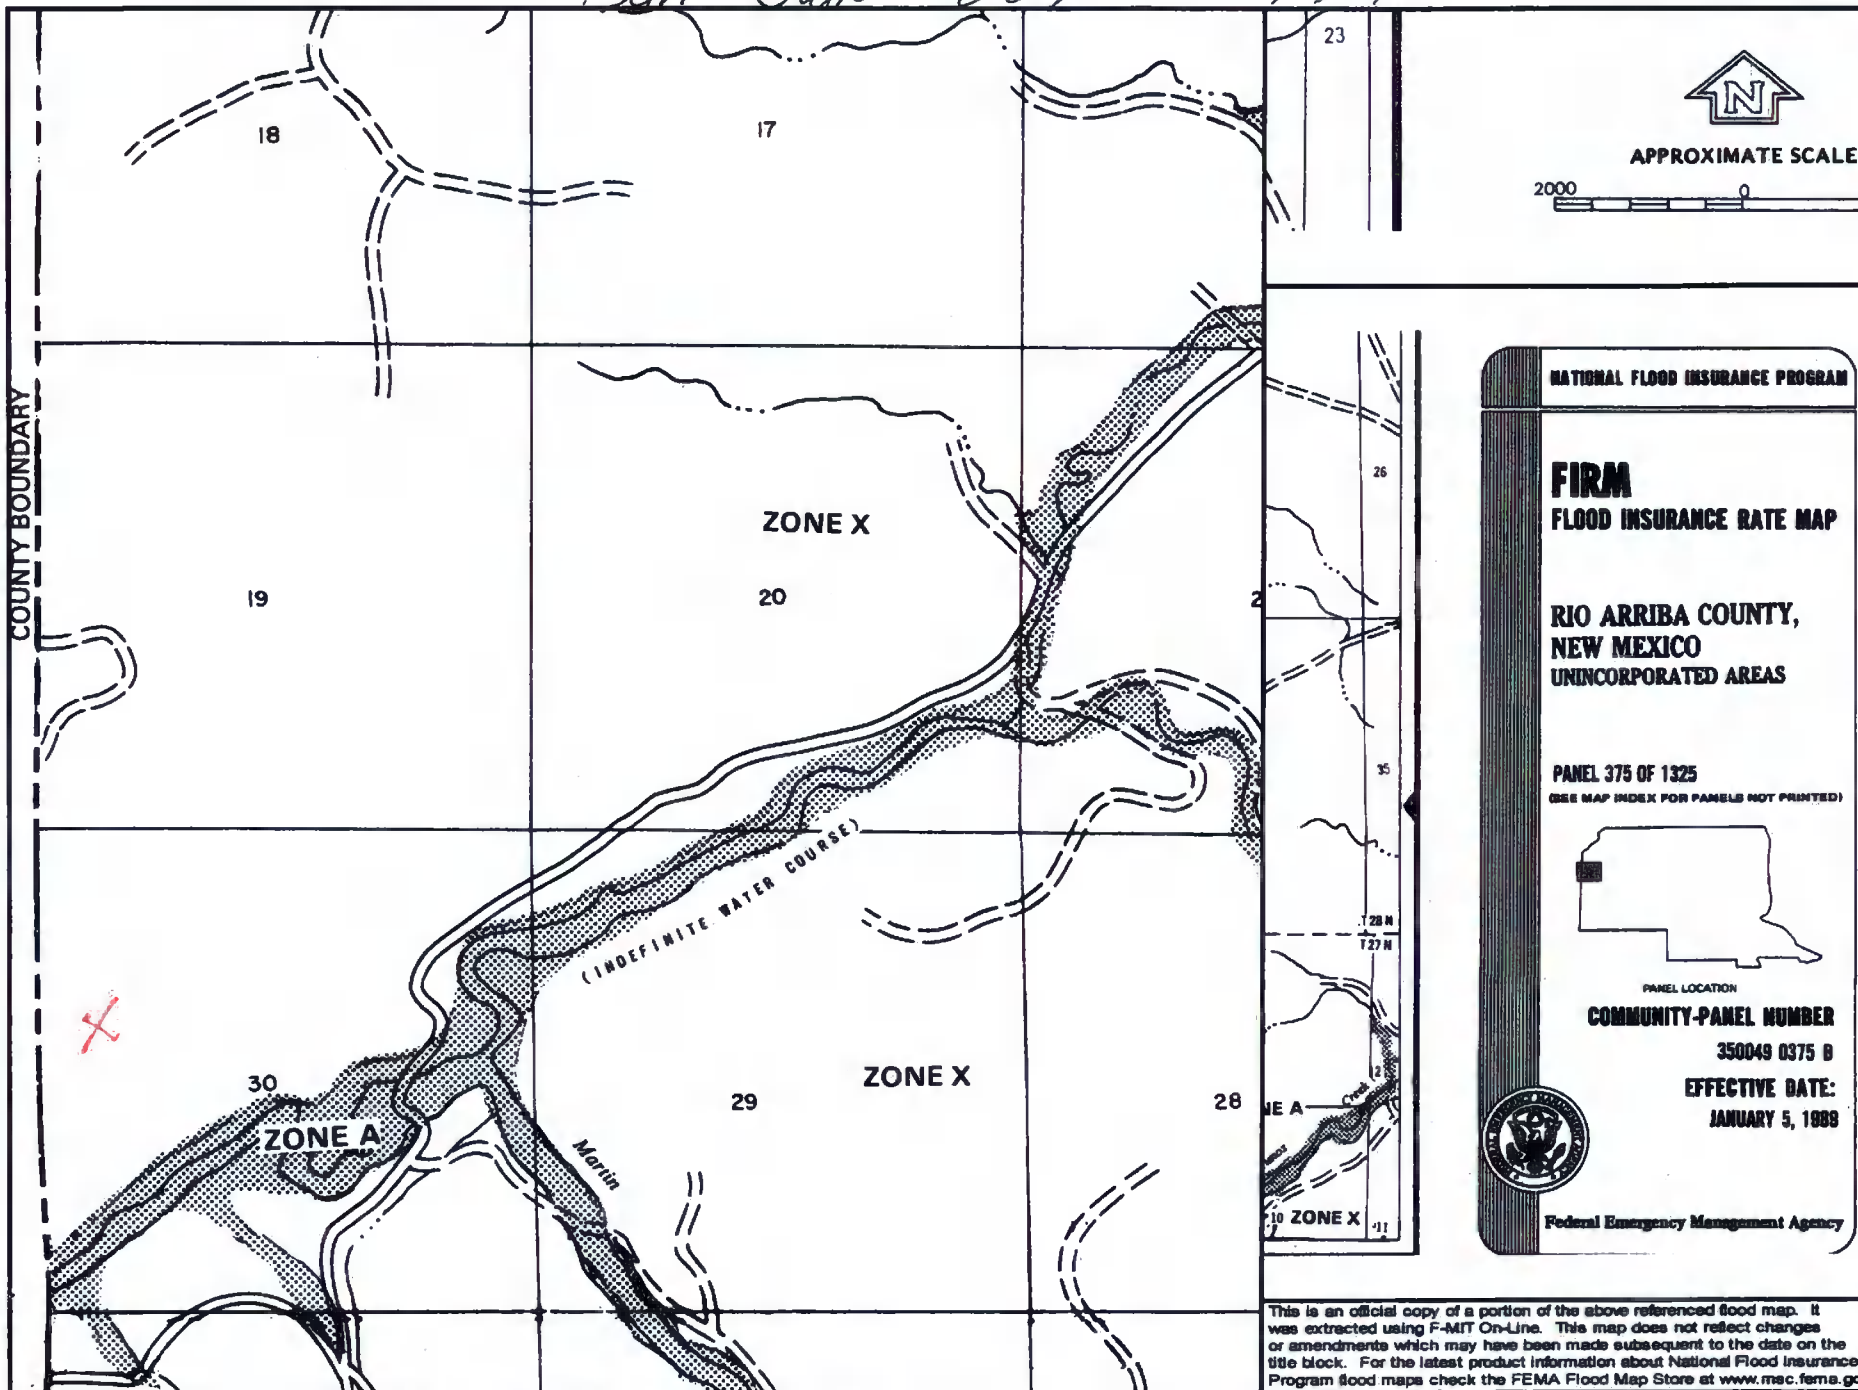 23
18
17
APPROXIMATE SCALE
2000 0
NATIONAL FLOOD INSURANCE PROGRAM
COUNTY BOUNDARY
26
FIRM
FLOOD INSURANCE RATE MAP
ZONE X
19
20
2
RIO ARRIBA COUNTY,
NEW MEXICO
UNINCORPORATED AREAS
35
PANEL 375 OF 1325
(SEE MAP INDEX FOR PANELS NOT PRINTED)
(INDEFINITE WATER COURSE)
T 28 N
T 27 N
PANEL LOCATION
COMMUNITY-PANEL NUMBER
350049 0375 B
EFFECTIVE DATE:
JANUARY 5, 1989
30
ZONE A
29
ZONE X
28
Martin
NE A
Creek
2
10 ZONE X 11
N
Federal Emergency Management Agency
This is an official copy of a portion of the above referenced flood map. It
was extracted using F-MIT On-Line. This map does not reflect changes
or amendments which may have been made subsequent to the date on the
title block. For the latest product information about National Flood Insurance
Program flood maps check the FEMA Flood Map Store at www.msc.fema.go